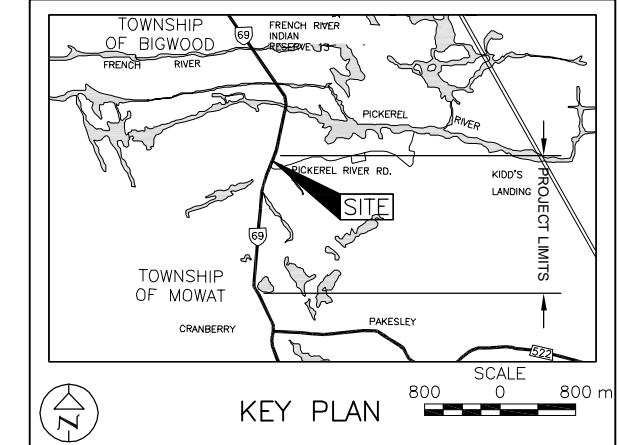 TOWNSHIP
OF BIGWOOD
69
FRENCH RIVER
INDIAN
RESERVE 13
FRENCH RIVER
PICKEREL RIVER
PICKEREL RIVER RD.
KIDD'S
LANDING
PROJECT LIMITS
SITE
69
TOWNSHIP
OF MOWAT
CRANBERRY
PAKESLEY
522
KEY PLAN
SCALE
800 0 800 m
N